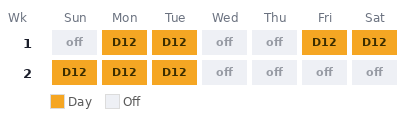 Wk Sun Mon Tue Wed Thu Fri Sat
1 off D12 D12 off off D12 D12
2 D12 D12 D12 off off off off
Day Off